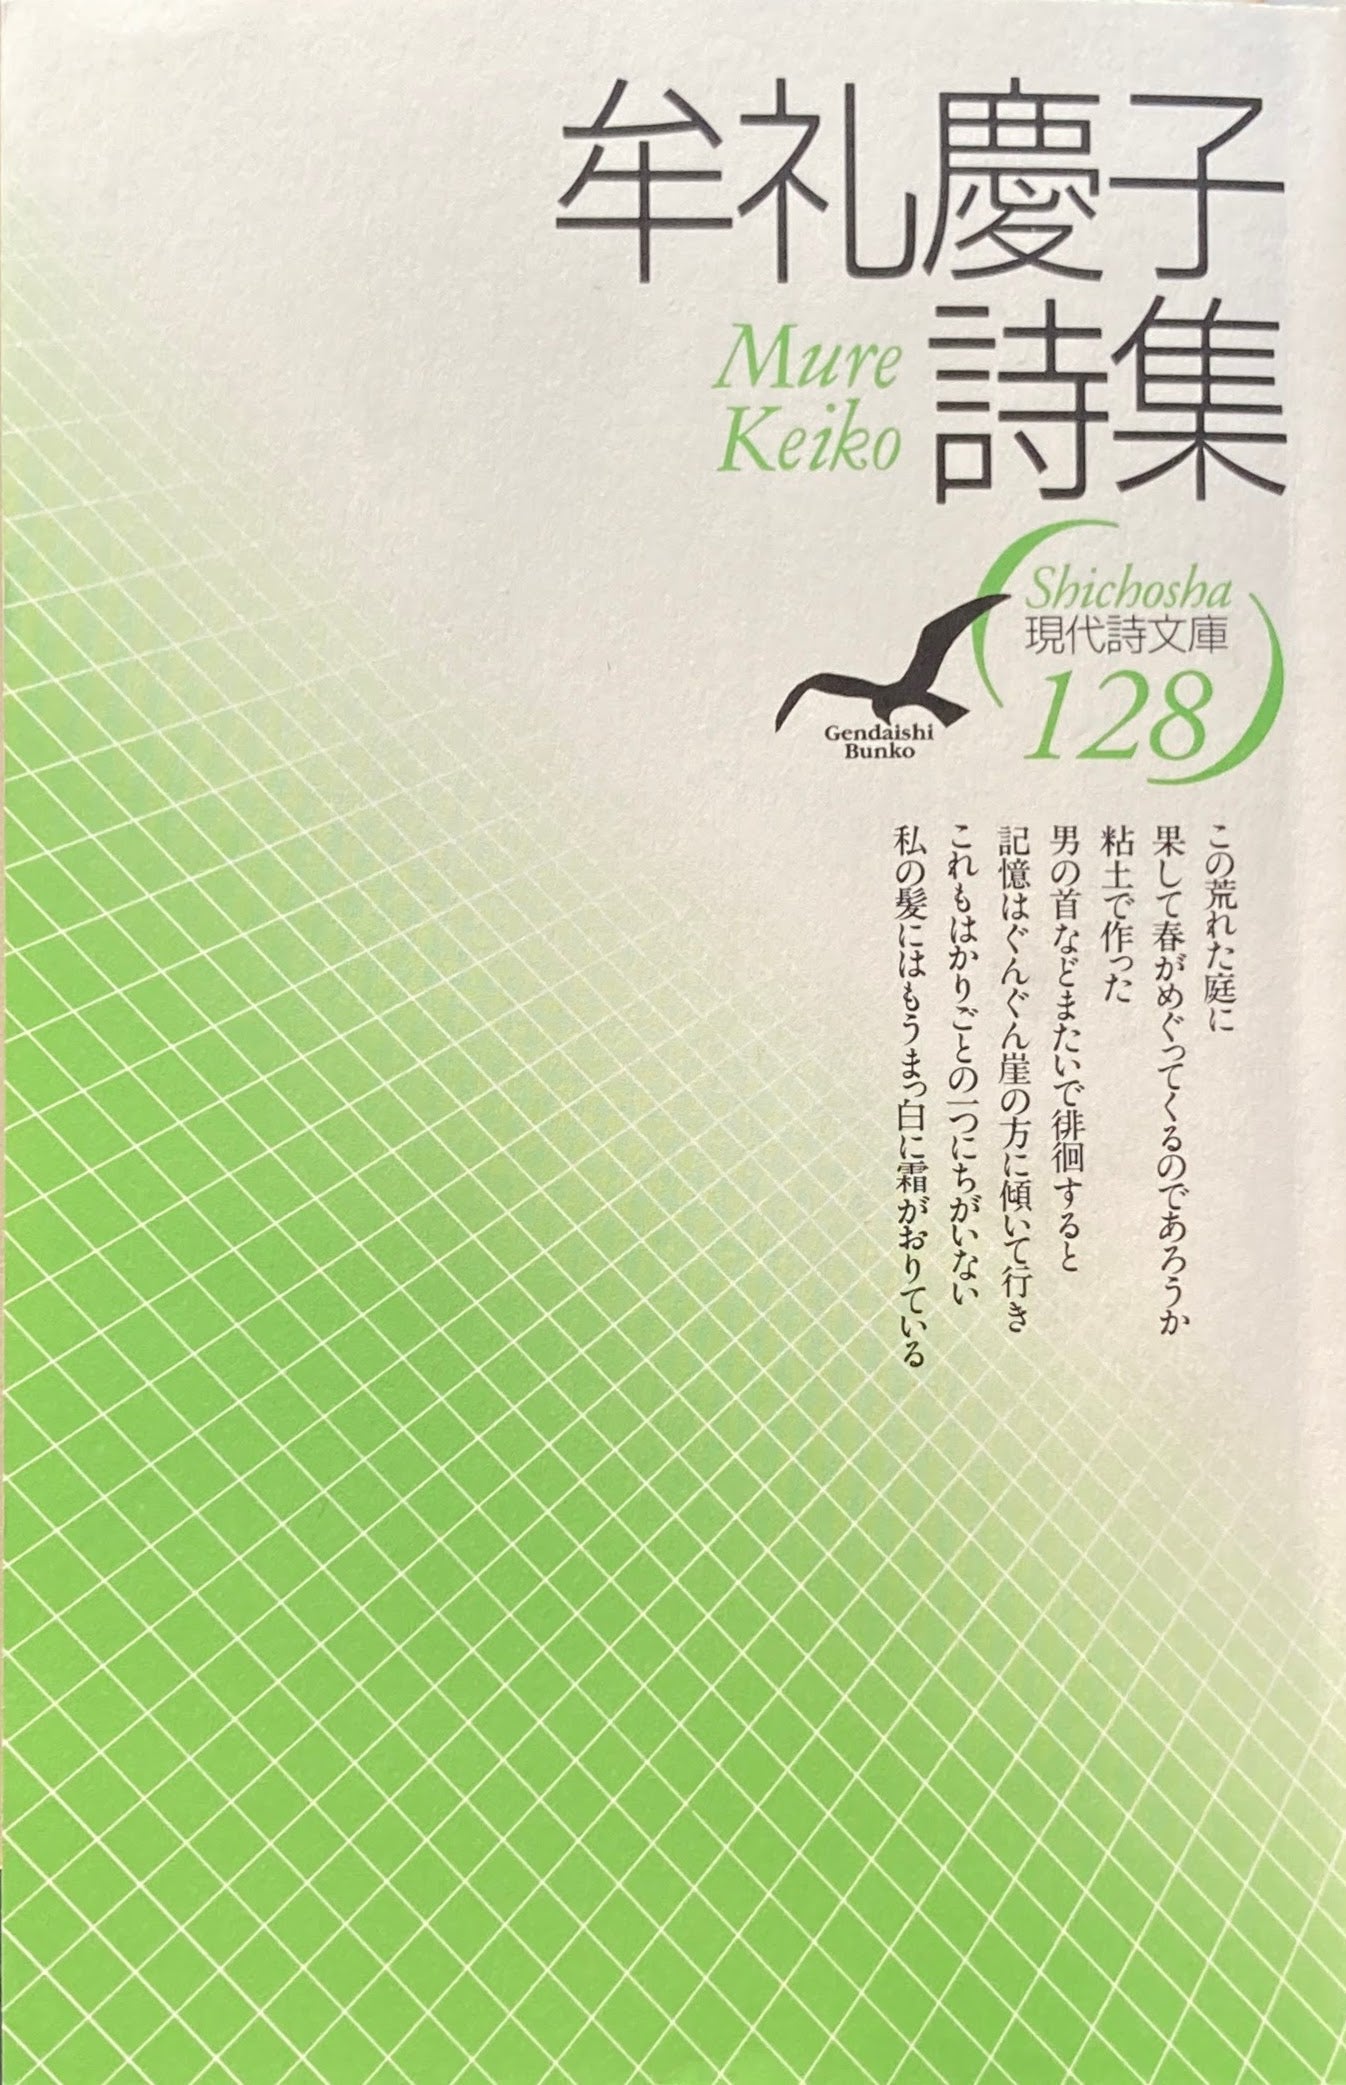 牟礼慶子
詩集
Mure
Keiko
Shichosha
現代詩文庫
128
Gendaishi
Bunko
この荒れた庭に
果して春がめぐってくるのであろうか
粘土で作った
男の首などまたいで徘徊すると
記憶はぐんぐん崖の方に傾いて行き
これもはかりごとの一つにちがいない
私の髪にはもうまっ白に霜がおりている